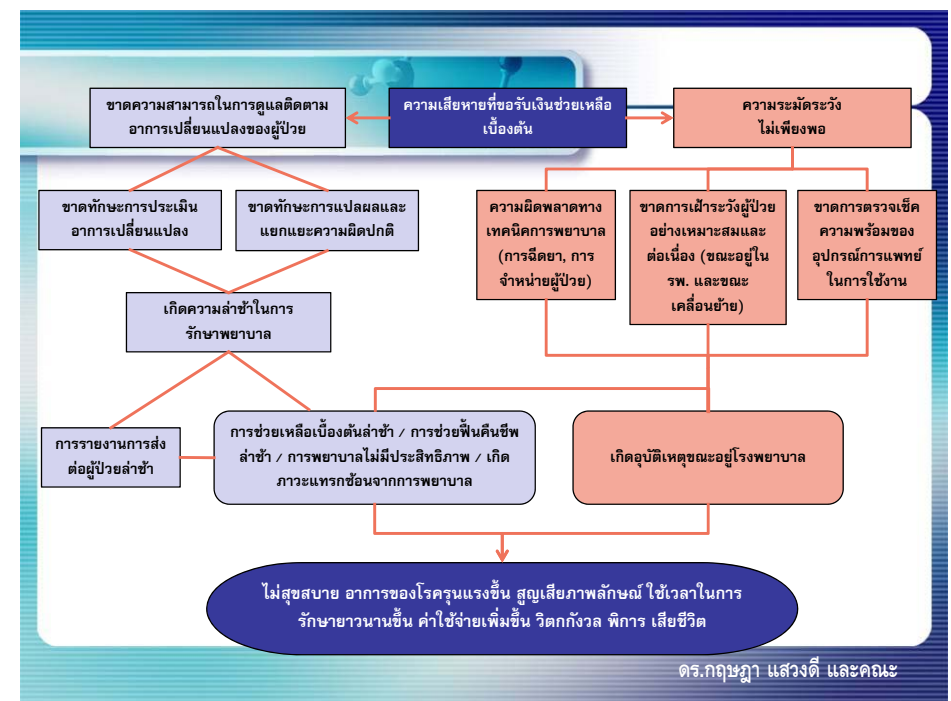 ขาดความสามารถในการดูแลติดตาม
อาการเปลี่ยนแปลงของผู้ป่วย
ความเสียหายที่ขอรับเงินช่วยเหลือ
เบื้องต้น
ความระมัดระวัง
ไม่เพียงพอ
ขาดทักษะการประเมิน
อาการเปลี่ยนแปลง
ขาดทักษะการแปลผลและ
แยกแยะความผิดปกติ
ความผิดพลาดทาง
เทคนิคการพยาบาล
(การฉีดยา, การ
จำหน่ายผู้ป่วย)
ขาดการเฝ้าระวังผู้ป่วย
อย่างเหมาะสมและ
ต่อเนื่อง (ขณะอยู่ใน
รพ. และขณะ
เคลื่อนย้าย)
ขาดการตรวจเช็ค
ความพร้อมของ
อุปกรณ์การแพทย์
ในการใช้งาน
เกิดความล่าช้าในการ
รักษาพยาบาล
การรายงานการส่ง
ต่อผู้ป่วยล่าช้า
การช่วยเหลือเบื้องต้นล่าช้า / การช่วยฟื้นคืนชีพ
ล่าช้า / การพยาบาลไม่มีประสิทธิภาพ / เกิด
ภาวะแทรกซ้อนจากการพยาบาล
เกิดอุบัติเหตุขณะอยู่โรงพยาบาล
ไม่สุขสบาย อาการของโรครุนแรงขึ้น สูญเสียภาพลักษณ์ ใช้เวลาในการ
รักษายาวนานขึ้น ค่าใช้จ่ายเพิ่มขึ้น วิตกกังวล พิการ เสียชีวิต
ดร.กฤษฎา แสวงดี และคณะ